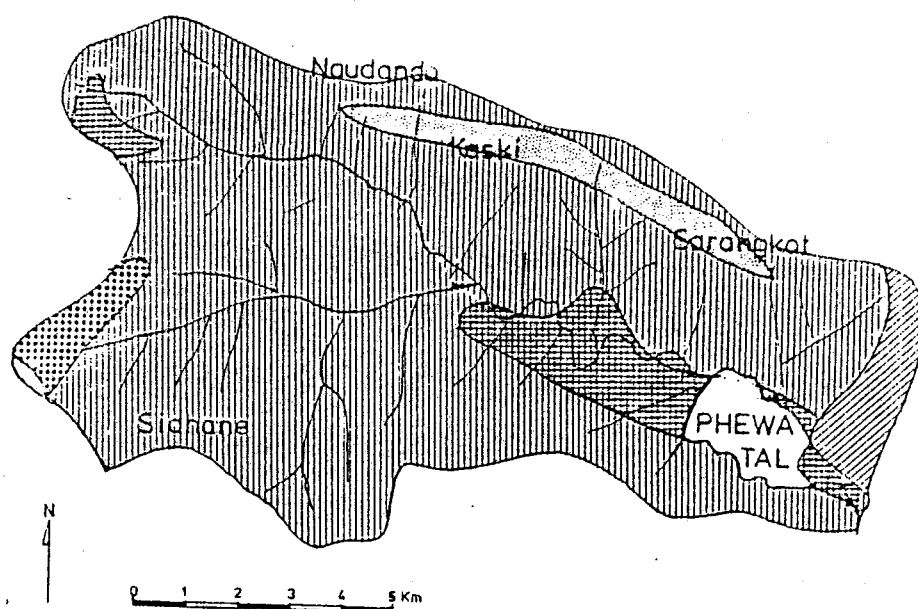 Naudanda
Kaski
Sarangkot
Sidhane
PHEWA
TAL
N
0 1 2 3 4 5 Km